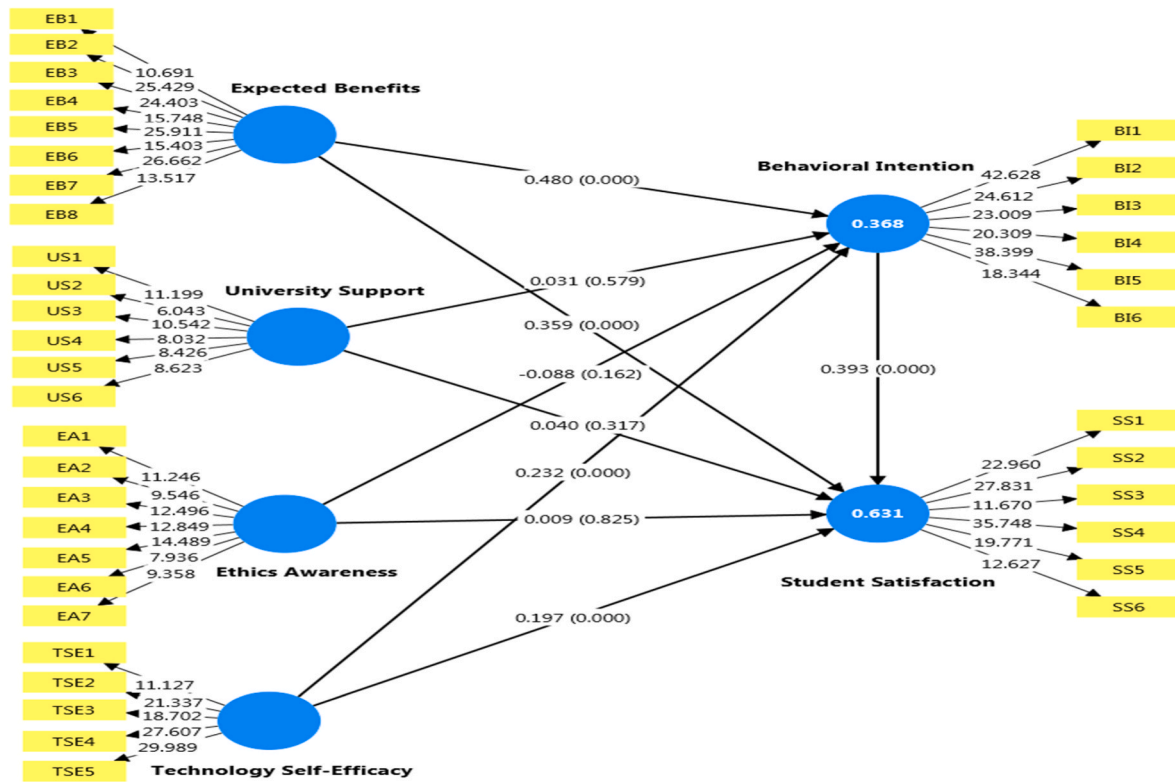 EB1
EB2
EB3
EB4
EB5
EB6
EB7
EB8
10.691
25.429
24.403
15.748
25.911
15.403
26.662
13.517
Expected Benefits
US1
US2
US3
US4
US5
US6
11.199
6.043
10.542
8.032
8.426
8.623
University Support
EA1
EA2
EA3
EA4
EA5
EA6
EA7
11.246
9.546
12.496
12.849
14.489
7.936
9.358
Ethics Awareness
TSE1
TSE2
TSE3
TSE4
TSE5
11.127
21.337
18.702
27.607
29.989
Technology Self-Efficacy
0.480 (0.000)
0.031 (0.579)
0.359 (0.000)
-0.088 (0.162)
0.040 (0.317)
0.232 (0.000)
0.009 (0.825)
0.197 (0.000)
0.393 (0.000)
Behavioral Intention
0.368
42.628
24.612
23.009
20.309
38.399
18.344
BI1
BI2
BI3
BI4
BI5
BI6
0.631
Student Satisfaction
22.960
27.831
11.670
35.748
19.771
12.627
SS1
SS2
SS3
SS4
SS5
SS6